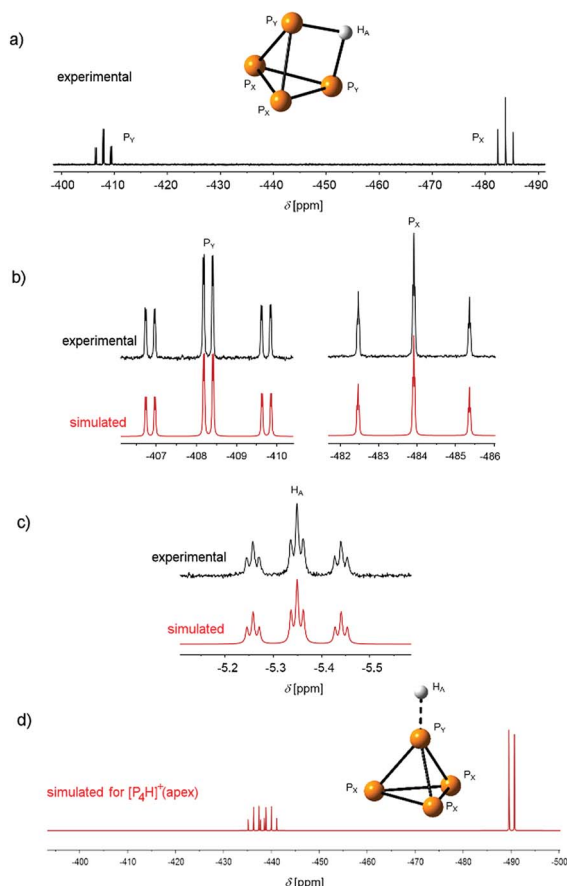 a)
P_Y
H_A
P_X
P_Y
P_X
experimental
P_Y
P_X
-400 -410 -420 -430 -440 -450 -460 -470 -480 -490
δ [ppm]
b)
P_Y
P_X
experimental
simulated
-407 -408 -409 -410
-482 -483 -484 -485 -486
δ [ppm]
c)
H_A
experimental
simulated
-5.2 -5.3 -5.4 -5.5
δ [ppm]
d)
H_A
P_Y
P_X
P_X
P_X
simulated for [P₄H]⁺(apex)
-400 -410 -420 -430 -440 -450 -460 -470 -480 -490 -500
δ [ppm]